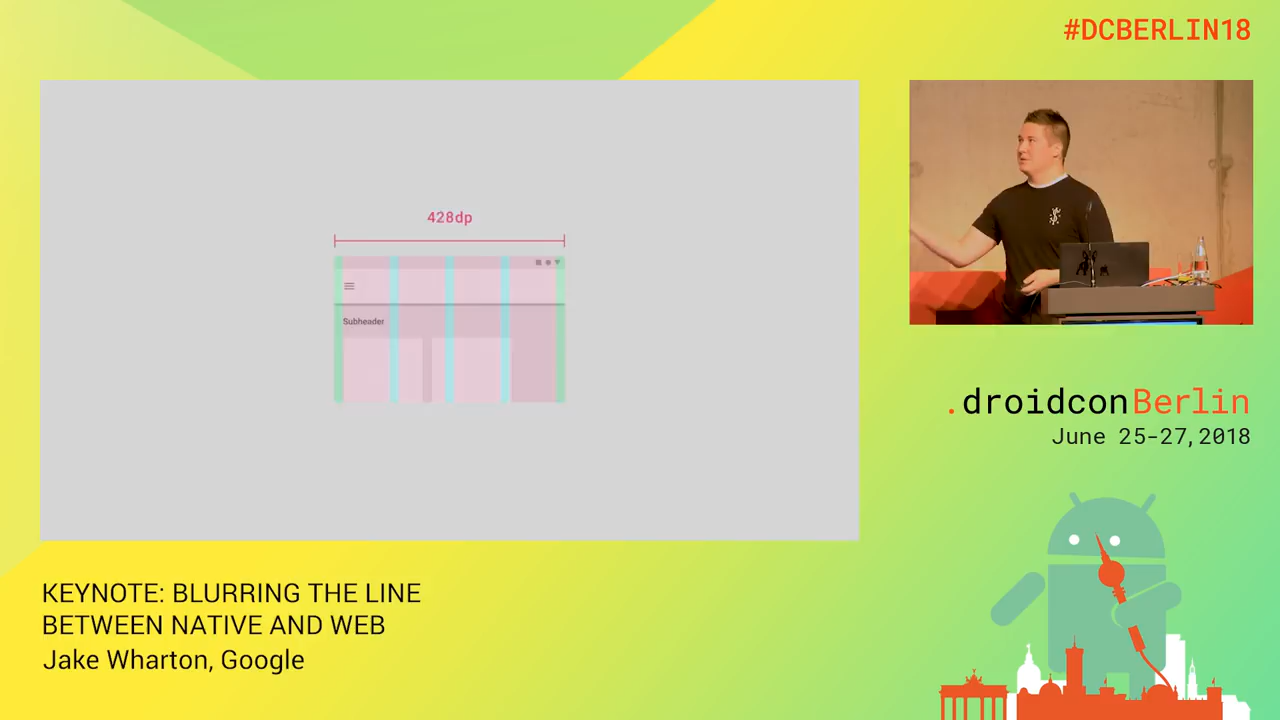 #DCBERLIN18
428dp
Subheader
.droidconBerlin
June 25-27, 2018
KEYNOTE: BLURRING THE LINE
BETWEEN NATIVE AND WEB
Jake Wharton, Google